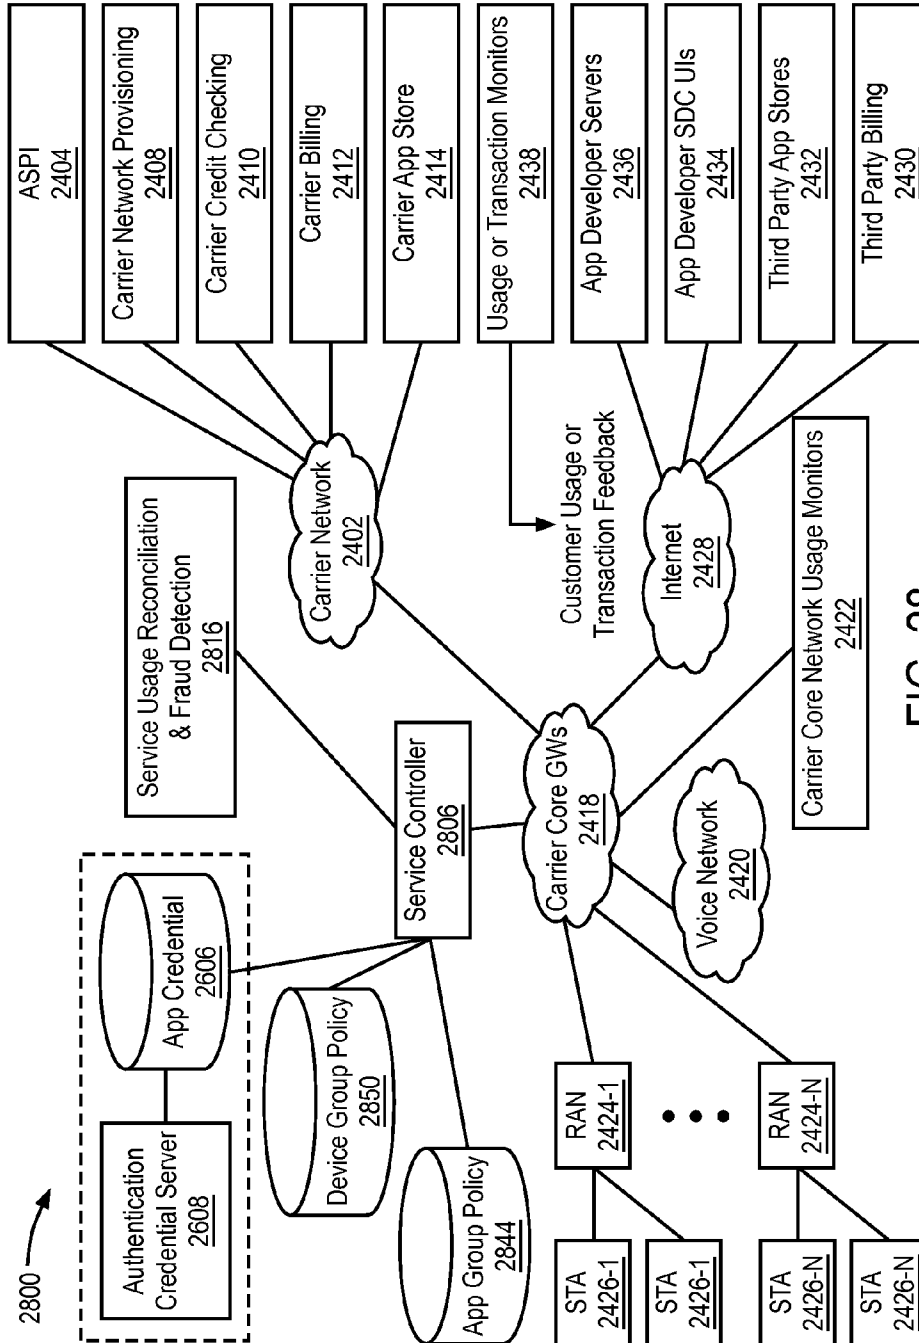 2800
Authentication
Credential Server
2608
App Credential
2606
Service Usage Reconciliation
& Fraud Detection
2816
ASPI
2404
Carrier Network Provisioning
2408
Carrier Credit Checking
2410
Carrier Billing
2412
Carrier App Store
2414
Usage or Transaction Monitors
2438
App Developer Servers
2436
App Developer SDC UIs
2434
Third Party App Stores
2432
Third Party Billing
2430
Device Group Policy
2850
App Group Policy
2844
Service Controller
2806
Carrier Network
2402
Customer Usage or
Transaction Feedback
Carrier Core GWs
2418
Internet
2428
Voice Network
2420
Carrier Core Network Usage Monitors
2422
RAN
2424-1
RAN
2424-N
STA
2426-1
STA
2426-1
STA
2426-N
STA
2426-N
FIG. 28